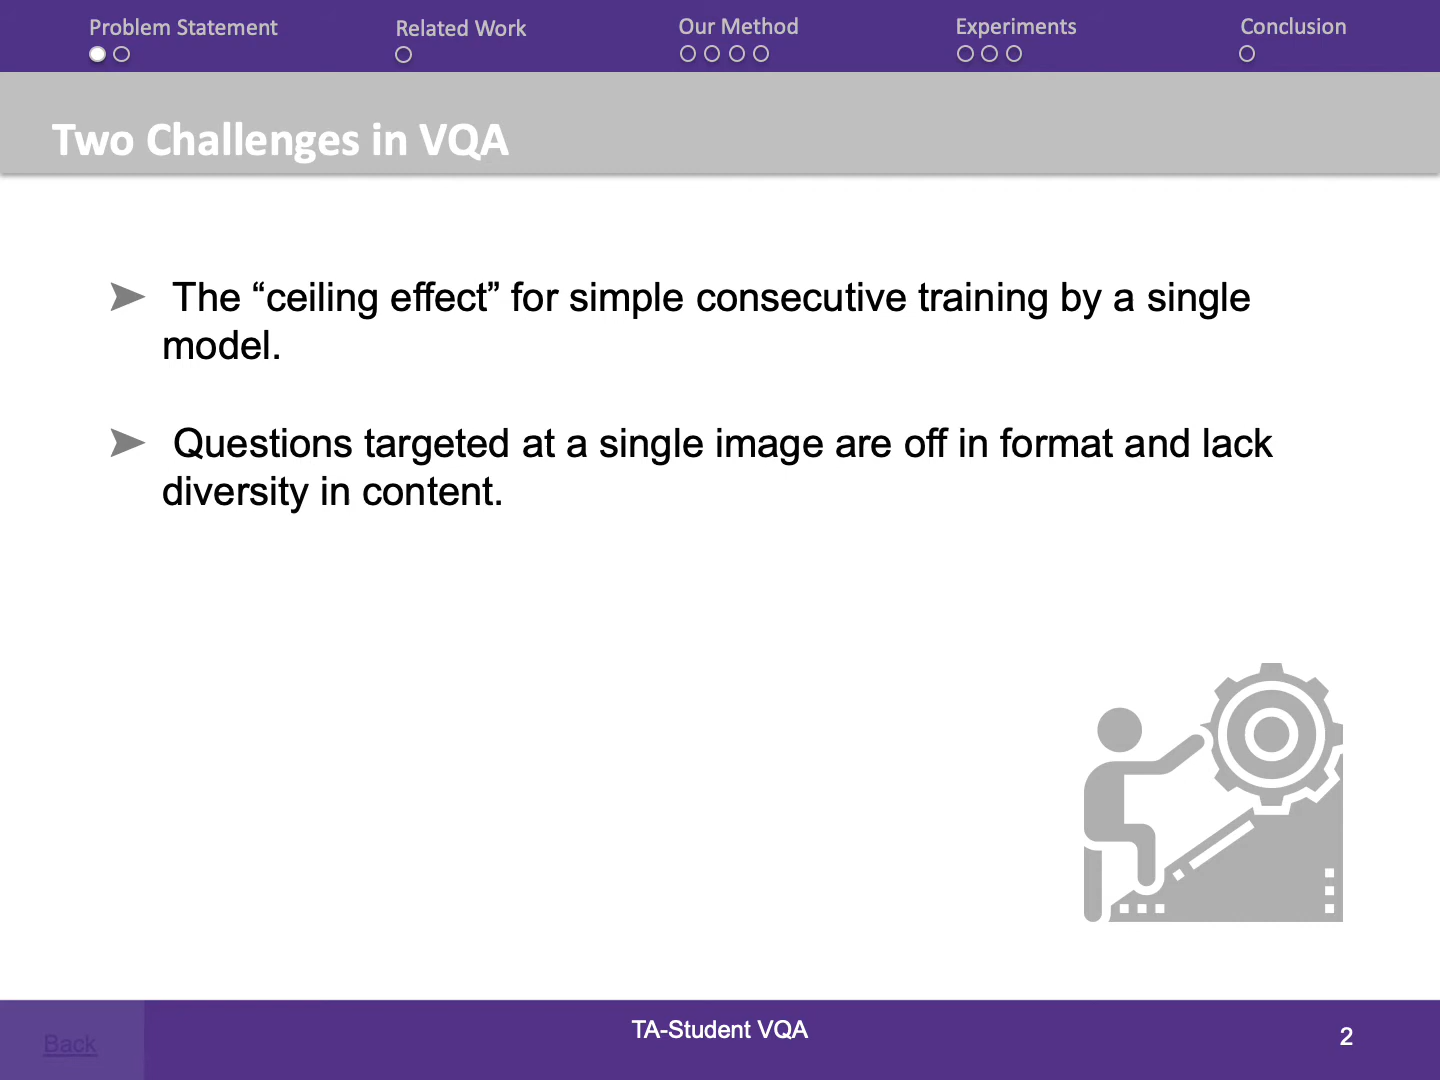 Problem Statement
Related Work
Our Method
Experiments
Conclusion
Two Challenges in VQA
The “ceiling effect” for simple consecutive training by a single
model.
Questions targeted at a single image are off in format and lack
diversity in content.
Back
TA-Student VQA
2